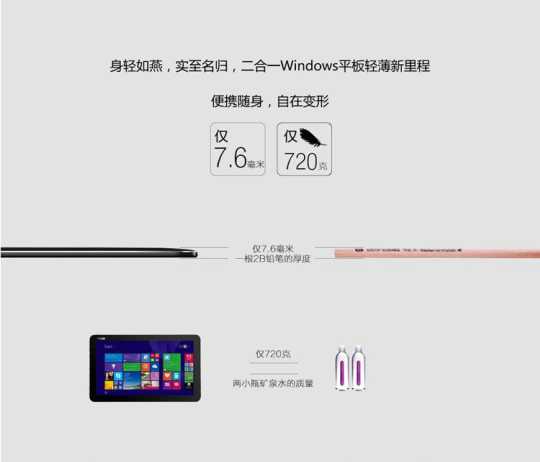 身轻如燕，实至名归，二合一Windows平板轻薄新里程
便携随身，自在变形
仅
7.6毫米
仅
720克
仅7.6毫米
一根2B铅笔的厚度
仅720克
两小瓶矿泉水的质量